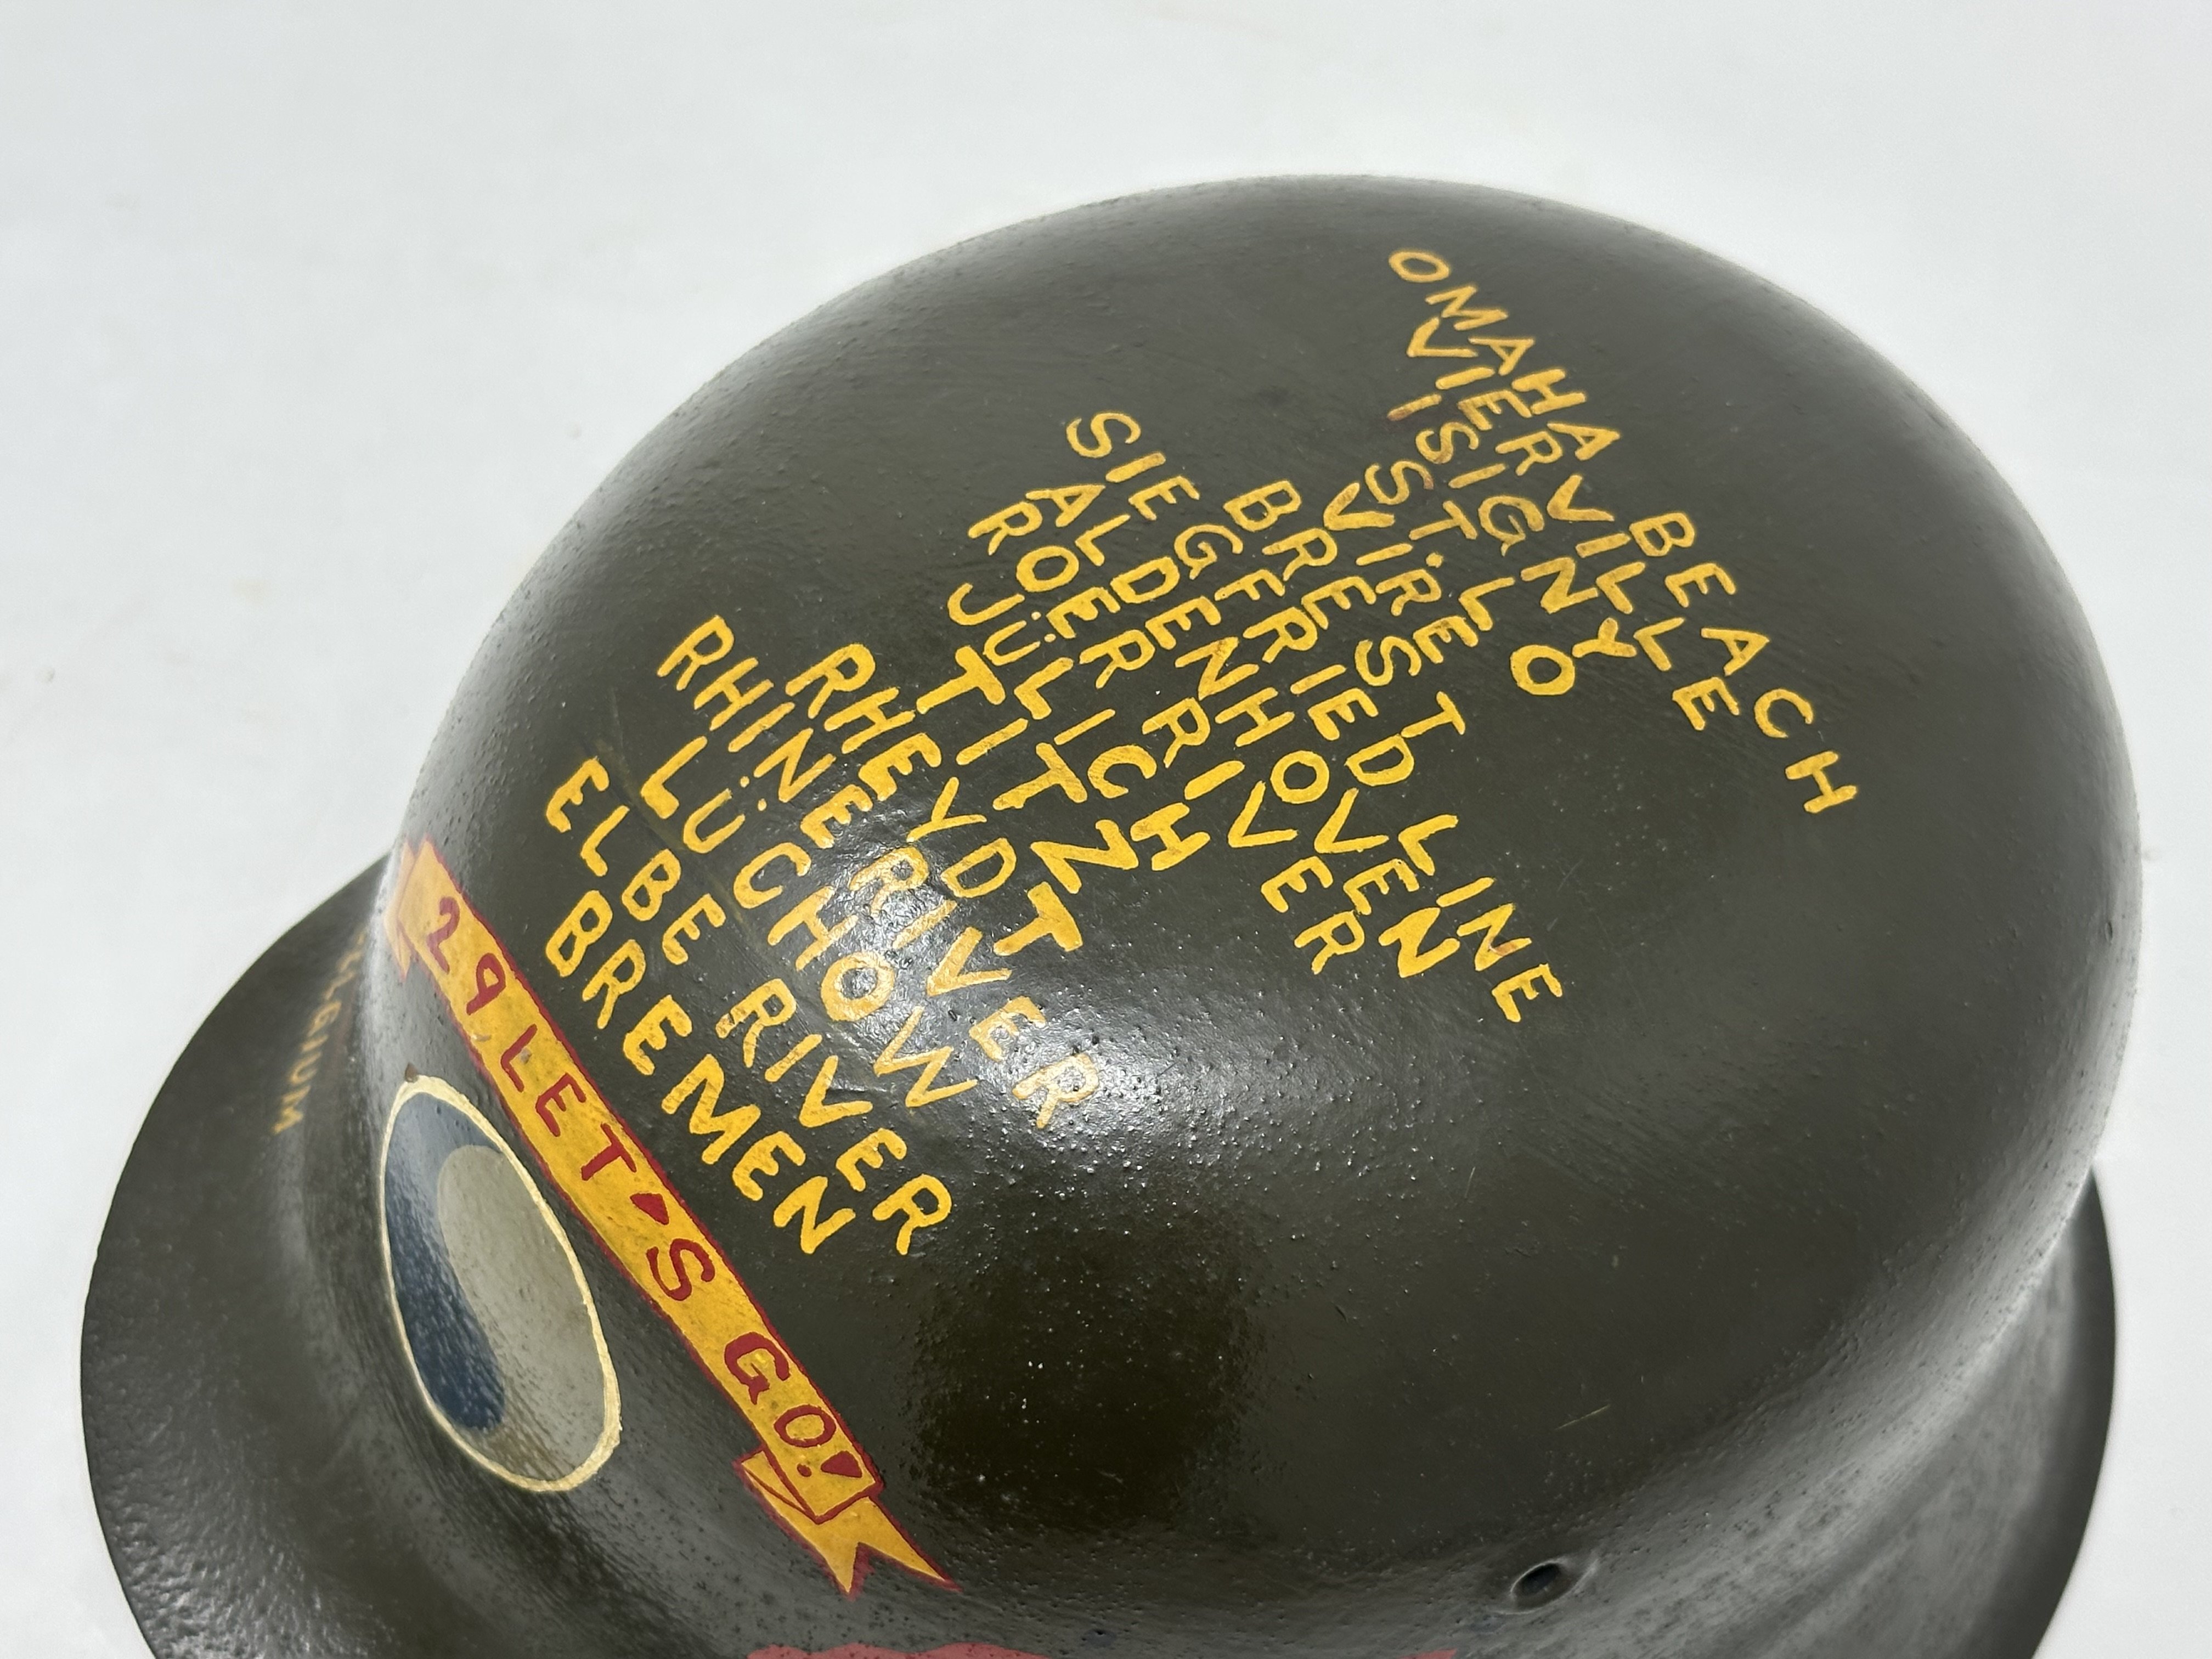 OMAHA BEACH
VIERVILLE
ISIGNY
ST. LO
VIRE
BREST
SIEGFRIED LINE
ALDENHOVEN
ROER RIVER
JÜLICH
TITZ
RHEYDT
RHINE RIVER
LÜCHOW
ELBE RIVER
BREMEN
29, LET'S GO!